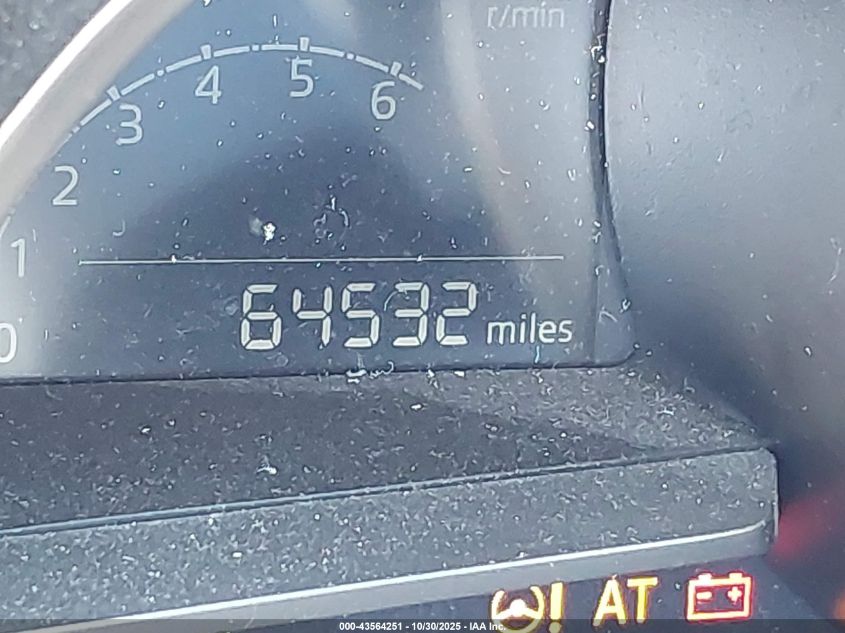 r/min
0 1 2 3 4 5 6
64532 miles
! AT
000-43564251 - 10/30/2025 - IAA Inc.